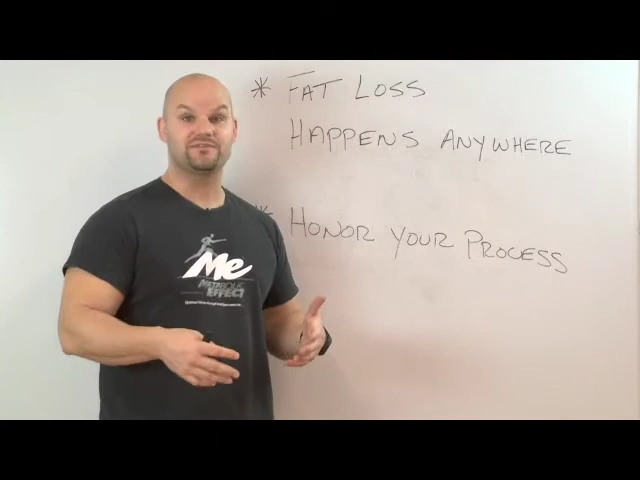 * FAT LOSS
HAPPENS ANYWHERE
* HONOR YOUR PROCESS
Me
METABOLIC
EFFECT